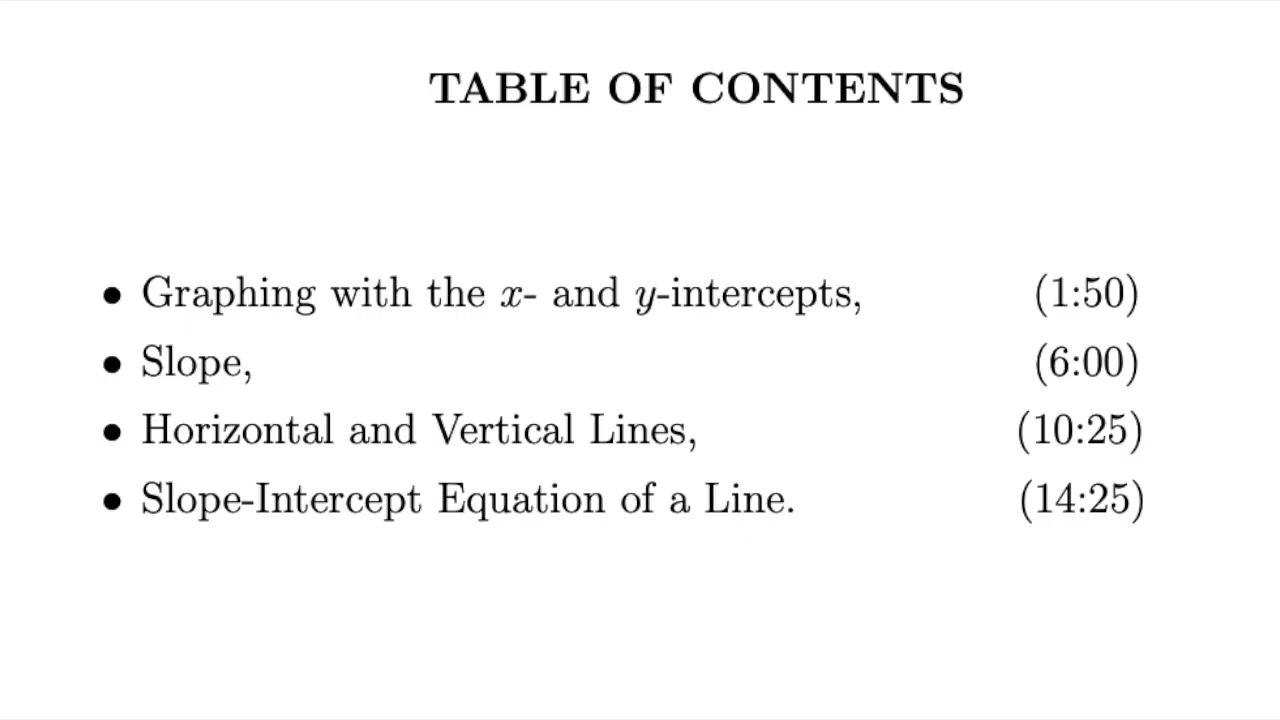 TABLE OF CONTENTS
• Graphing with the x- and y-intercepts, (1:50)
• Slope, (6:00)
• Horizontal and Vertical Lines, (10:25)
• Slope-Intercept Equation of a Line. (14:25)